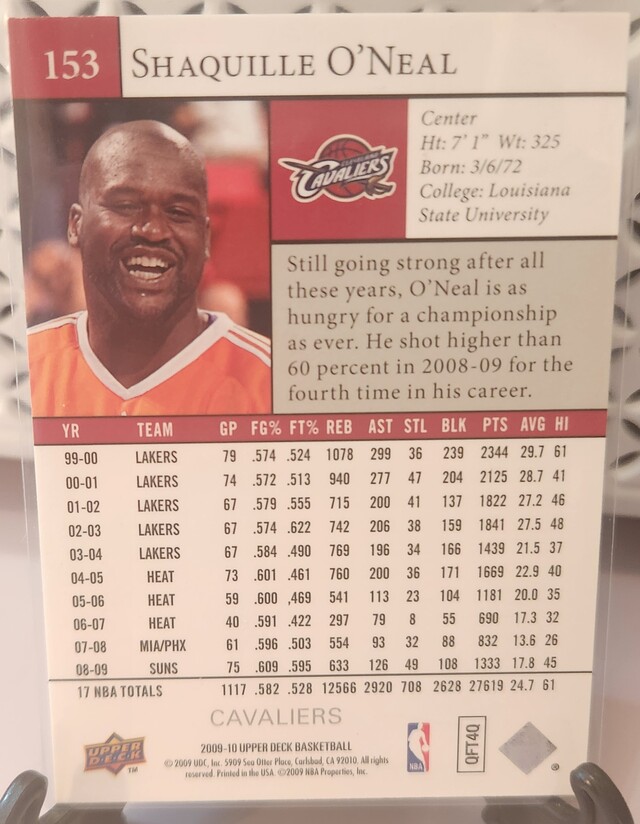 153 SHAQUILLE O'NEAL
CLEVELAND
CAVALIERS
Center
Ht: 7' 1" Wt: 325
Born: 3/6/72
College: Louisiana
State University
Still going strong after all
these years, O'Neal is as
hungry for a championship
as ever. He shot higher than
60 percent in 2008-09 for the
fourth time in his career.
YR TEAM GP FG% FT% REB AST STL BLK PTS AVG HI
99-00 LAKERS 79 .574 .524 1078 299 36 239 2344 29.7 61
00-01 LAKERS 74 .572 .513 940 277 47 204 2125 28.7 41
01-02 LAKERS 67 .579 .555 715 200 41 137 1822 27.2 46
02-03 LAKERS 67 .574 .622 742 206 38 159 1841 27.5 48
03-04 LAKERS 67 .584 .490 769 196 34 166 1439 21.5 37
04-05 HEAT 73 .601 .461 760 200 36 171 1669 22.9 40
05-06 HEAT 59 .600 ,469 541 113 23 104 1181 20.0 35
06-07 HEAT 40 .591 .422 297 79 8 55 690 17.3 32
07-08 MIA/PHX 61 .596 .503 554 93 32 88 832 13.6 26
08-09 SUNS 75 .609 .595 633 126 49 108 1333 17.8 45
17 NBA TOTALS 1117 .582 .528 12566 2920 708 2628 27619 24.7 61
CAVALIERS
UPPER
DECK
TM
2009-10 UPPER DECK BASKETBALL
© 2009 UDC, Inc. 5909 Sea Otter Place, Carlsbad, CA 92010. All rights
reserved. Printed in the USA. ©2009 NBA Properties, Inc.
NBA
QFT4Q
®